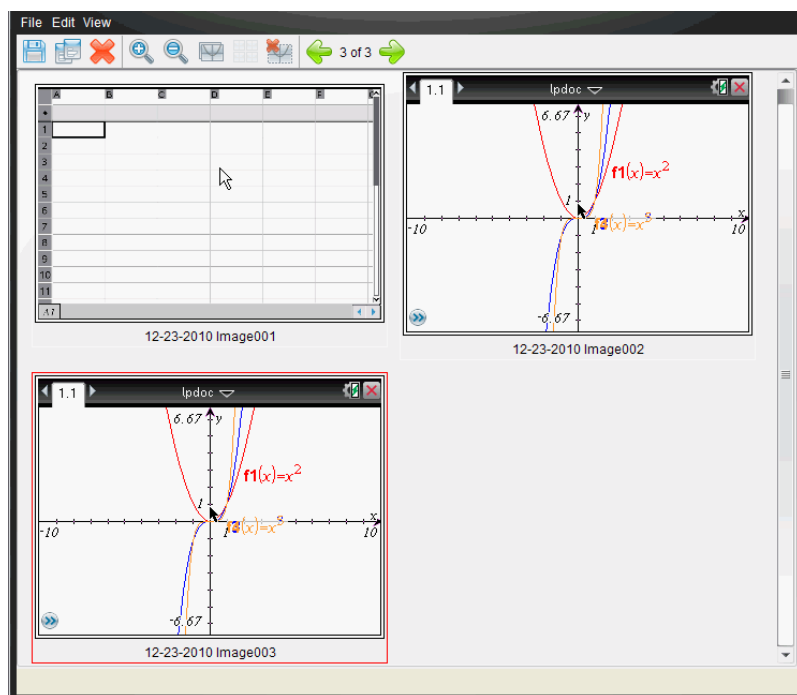 File Edit View
3 of 3
A B C D E F G
1
2
3
4
5
6
7
8
9
10
11
A1
12-23-2010 Image001
1.1 lpdoc
6.67 y
f1(x)=x²
1
x
-10 1 10
-6.67
12-23-2010 Image002
1.1 lpdoc
6.67 y
f1(x)=x²
1
x
-10 1 10
-6.67
12-23-2010 Image003